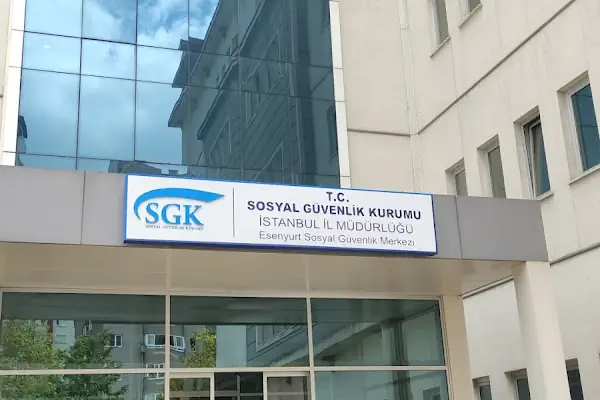 SGK
SOSYAL GÜVENLİK KURUMU
T.C.
SOSYAL GÜVENLİK KURUMU
İSTANBUL İL MÜDÜRLÜĞÜ
Esenyurt Sosyal Güvenlik Merkezi